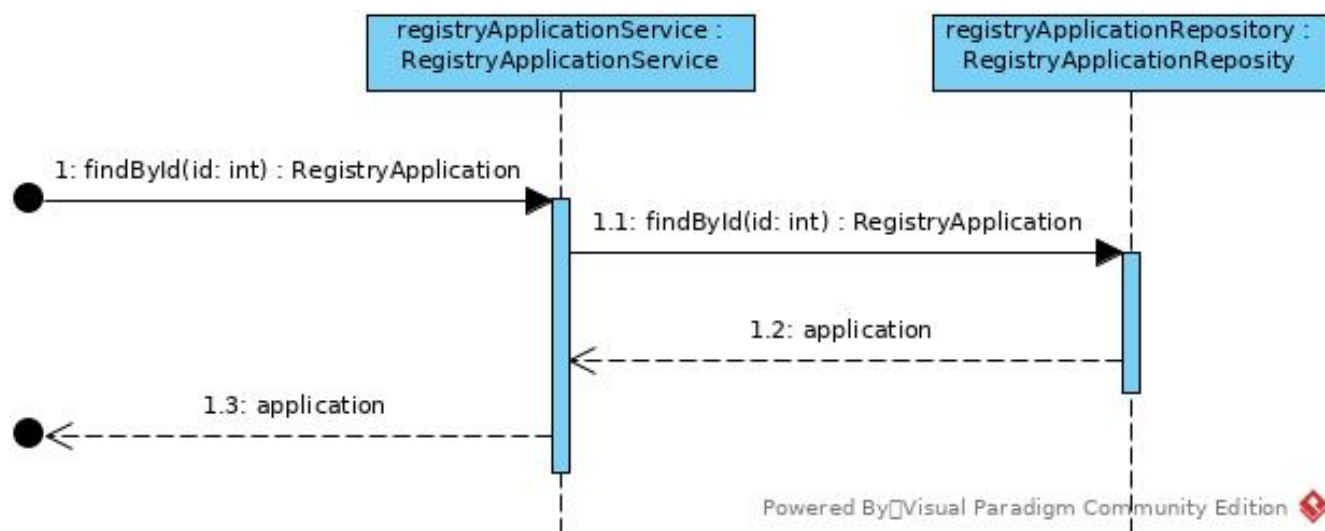 registryApplicationService :
RegistryApplicationService
registryApplicationRepository :
RegistryApplicationReposity
1: findById(id: int) : RegistryApplication
1.1: findById(id: int) : RegistryApplication
1.2: application
1.3: application
Powered By▯Visual Paradigm Community Edition